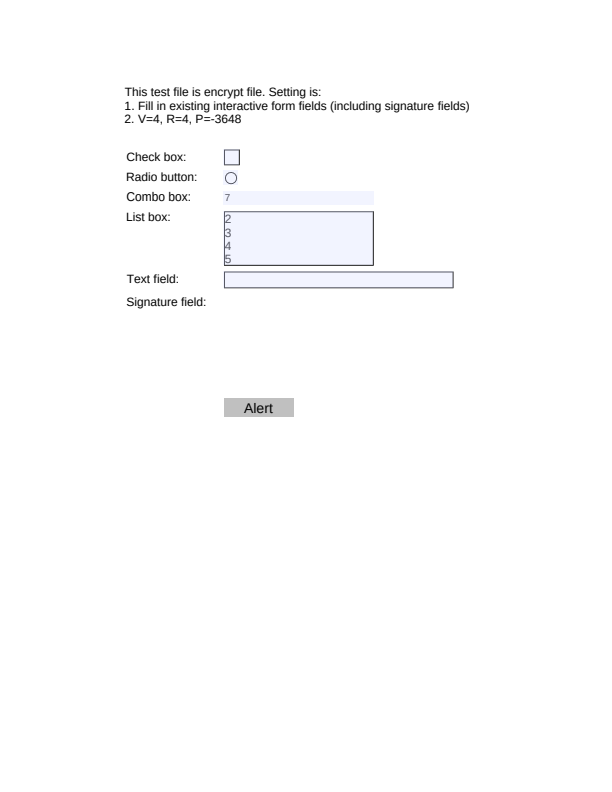 This test file is encrypt file. Setting is:
1. Fill in existing interactive form fields (including signature fields)
2. V=4, R=4, P=-3648
Check box:
Radio button:
Combo box: 7
List box: 2
3
4
5
Text field:
Signature field:
Alert